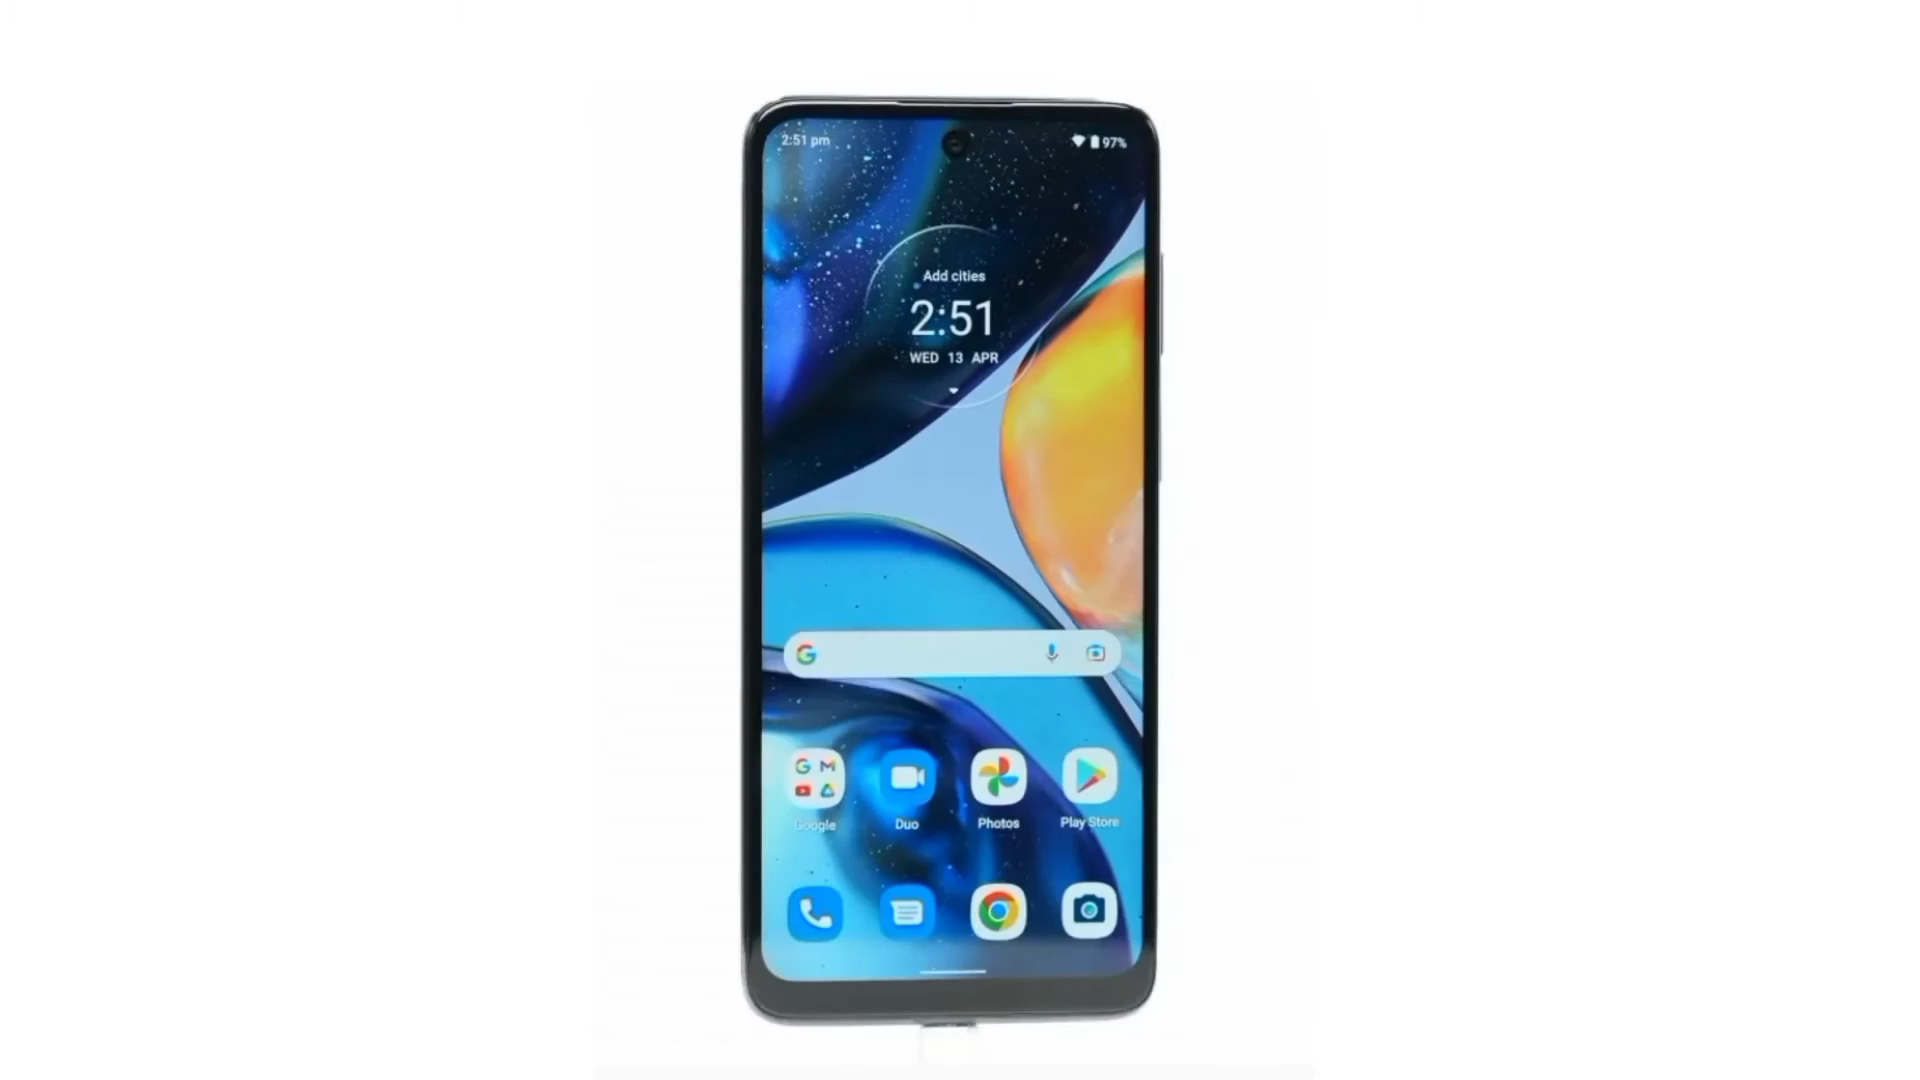 2:51 pm
97%
Add cities
2:51
WED 13 APR
Google
Duo
Photos
Play Store